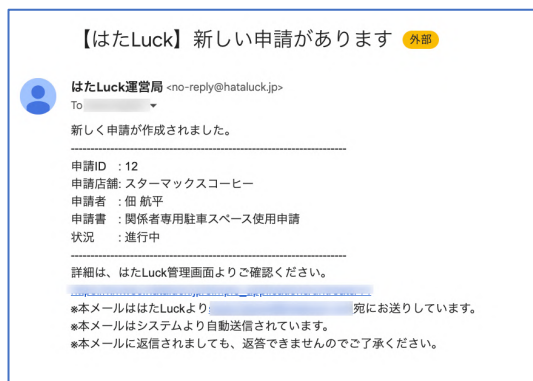 【はたLuck】新しい申請があります 外部
はたLuck運営局 <no-reply@hataluck.jp>
To
新しく申請が作成されました。
--------------------------------------------------------------------
申請ID : 12
申請店舗: スターマックスコーヒー
申請者 : 佃 航平
申請書 : 関係者専用駐車スペース使用申請
状況 : 進行中
--------------------------------------------------------------------
詳細は、はたLuck管理画面よりご確認ください。
※本メールははたLuckより 宛にお送りしています。
※本メールはシステムより自動送信されています。
※本メールに返信されましても、返答できませんのでご了承ください。